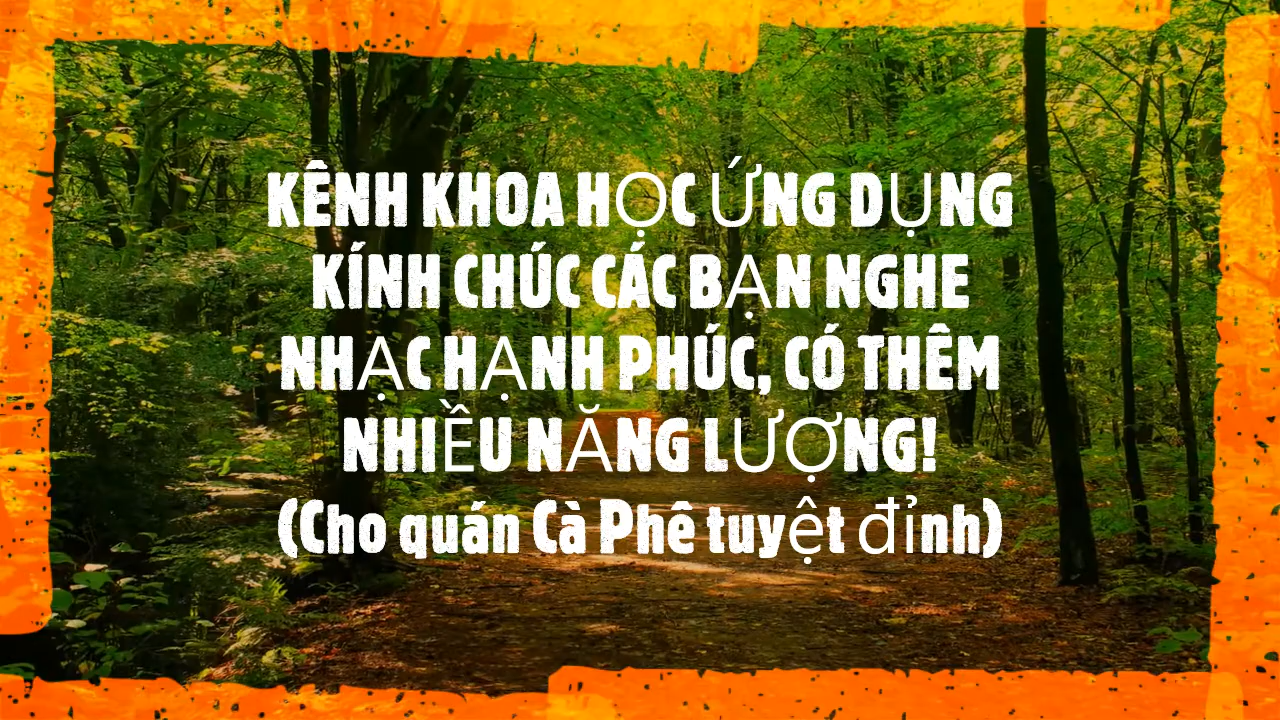 KÊNH KHOA HỌC ỨNG DỤNG
KÍNH CHÚC CÁC BẠN NGHE
NHẠC HẠNH PHÚC, CÓ THÊM
NHIỀU NĂNG LƯỢNG!
(Cho quán Cà Phê tuyệt đỉnh)